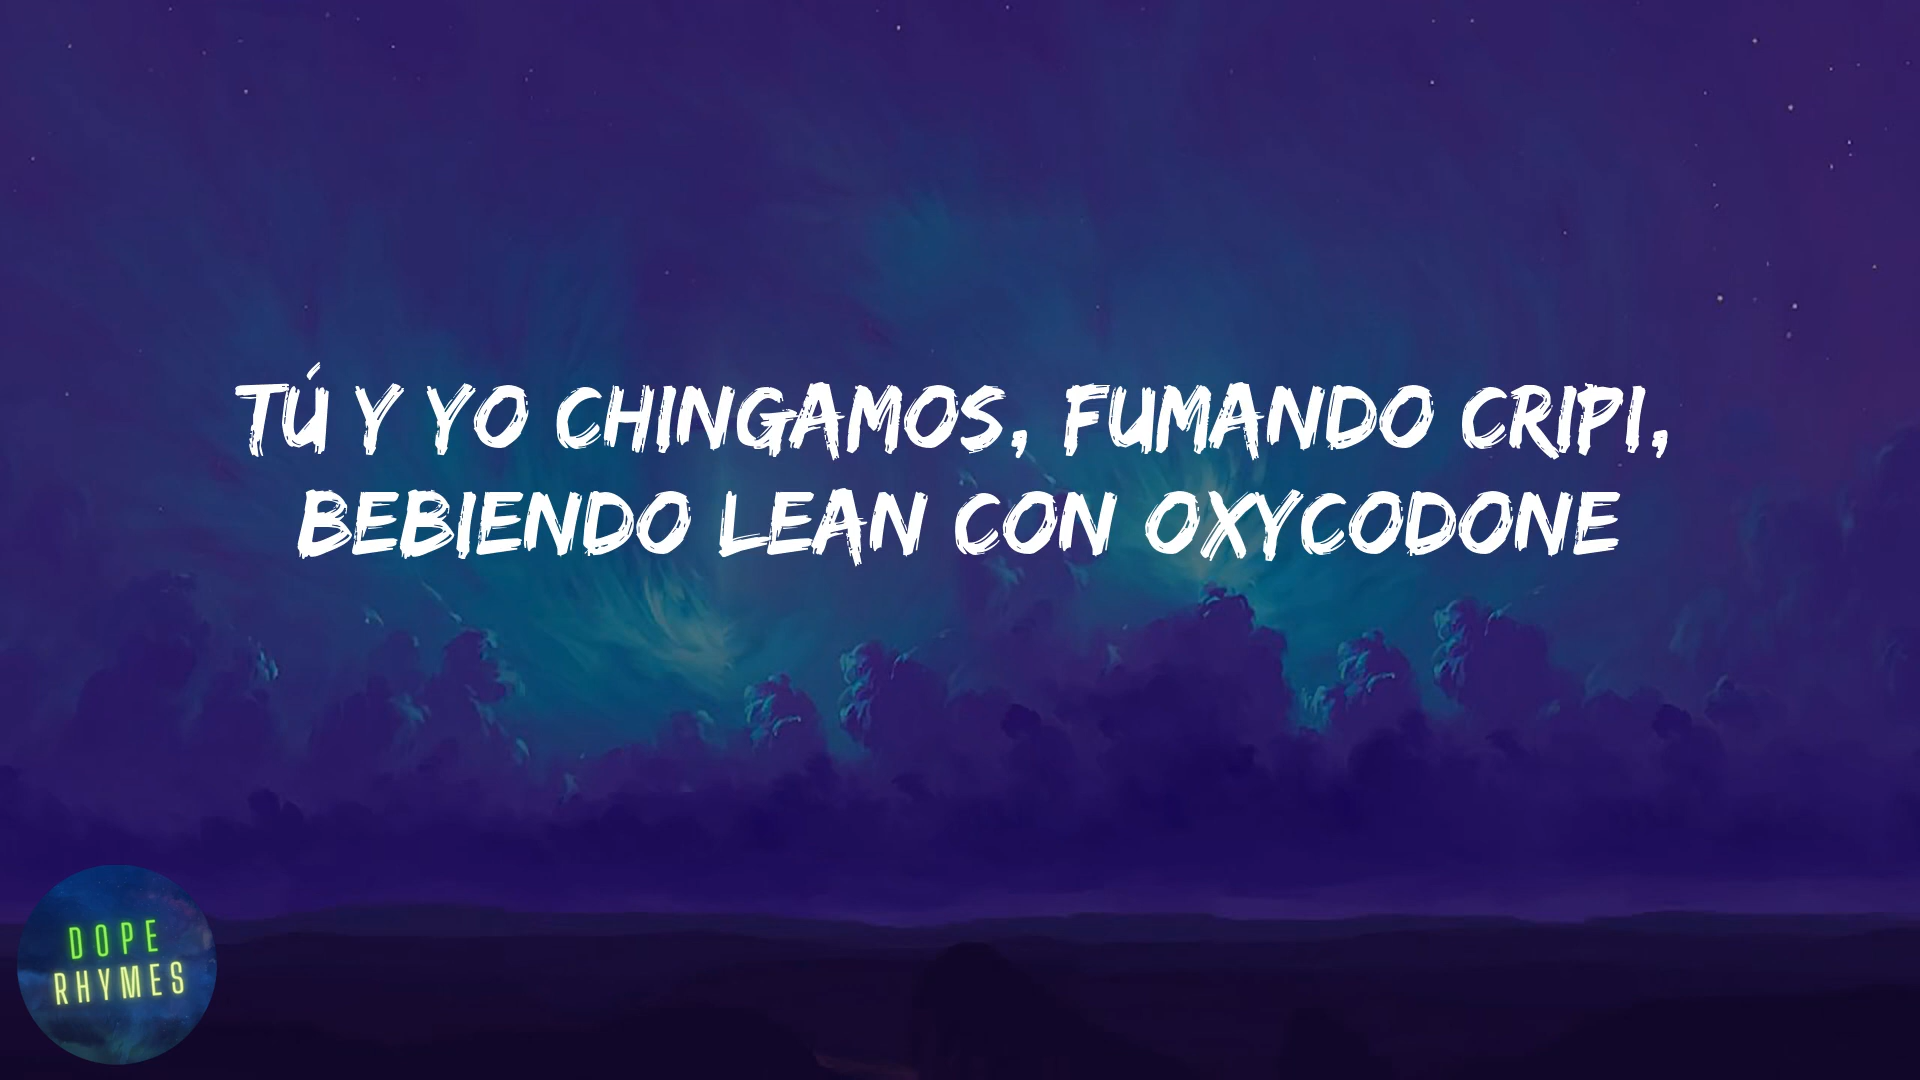 TÚ Y YO CHINGAMOS, FUMANDO CRIPI,
BEBIENDO LEAN CON OXYCODONE
DOPE
RHYMES